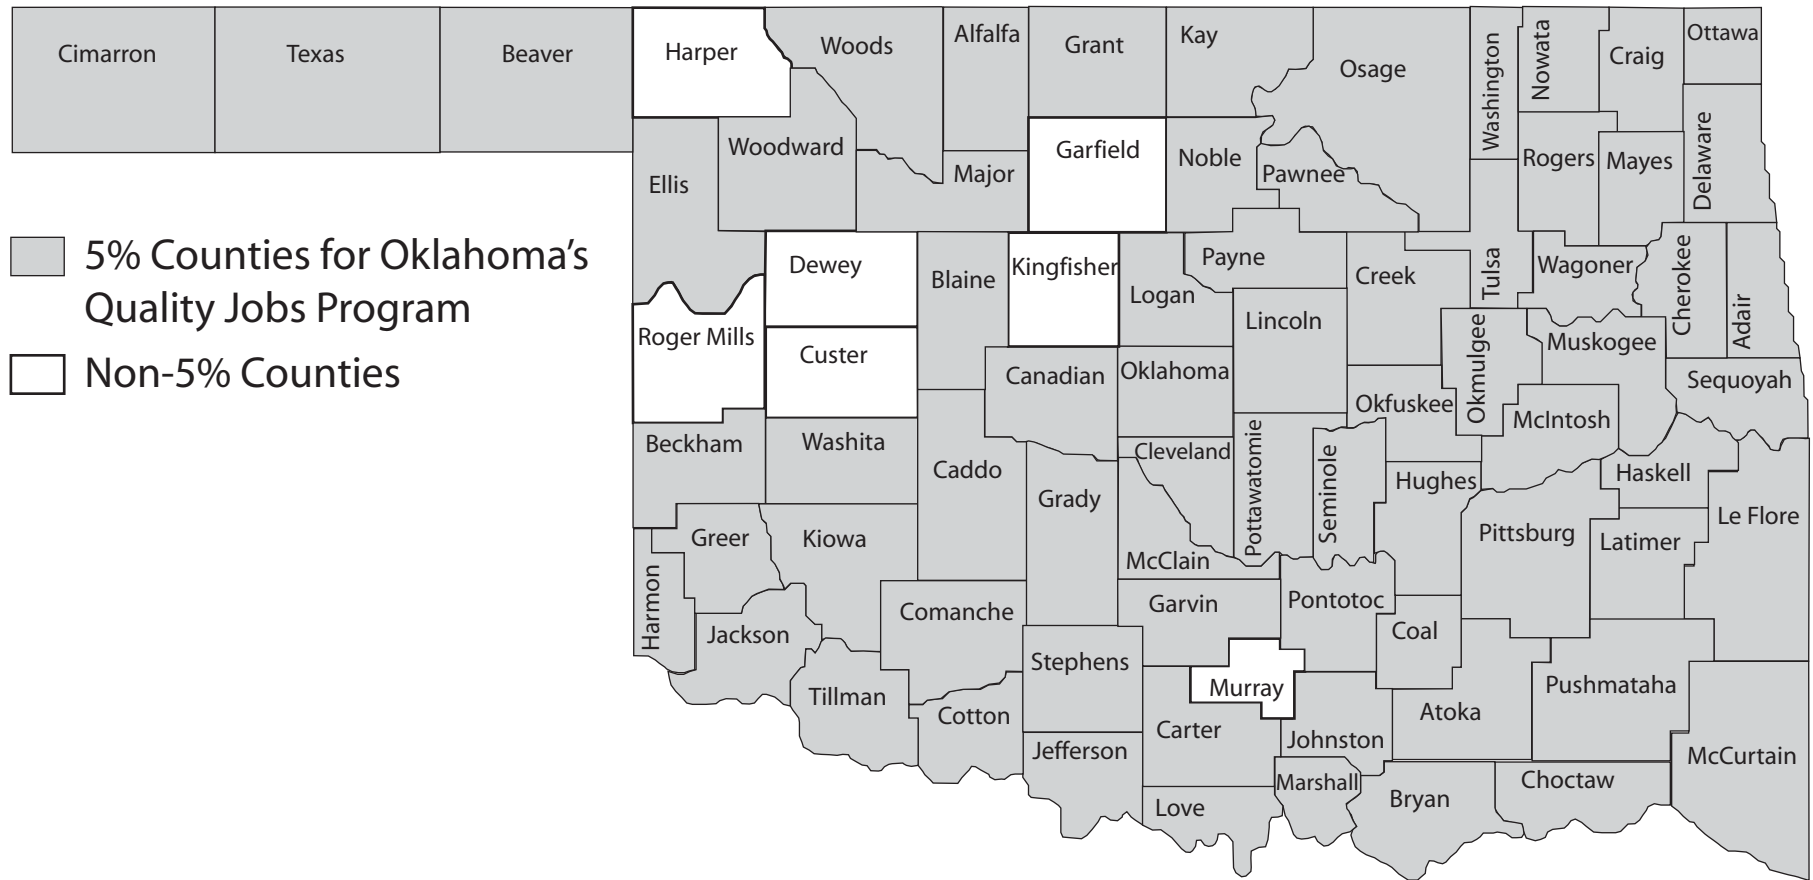 Cimarron
Texas
Beaver
Harper
Woods
Alfalfa
Grant
Kay
Osage
Washington
Nowata
Craig
Ottawa
Ellis
Woodward
Major
Garfield
Noble
Pawnee
Rogers
Mayes
Delaware
5% Counties for Oklahoma’s
Quality Jobs Program
Non-5% Counties
Roger Mills
Dewey
Custer
Blaine
Kingfisher
Logan
Payne
Lincoln
Creek
Tulsa
Wagoner
Cherokee
Adair
Canadian
Oklahoma
Okfuskee
Okmulgee
Muskogee
McIntosh
Sequoyah
Beckham
Washita
Caddo
Grady
Cleveland
Pottawatomie
Seminole
Hughes
Pittsburg
Haskell
Latimer
Le Flore
Harmon
Greer
Kiowa
Jackson
Comanche
McClain
Garvin
Pontotoc
Coal
Tillman
Cotton
Stephens
Murray
Carter
Johnston
Atoka
Pushmataha
McCurtain
Jefferson
Love
Marshall
Bryan
Choctaw